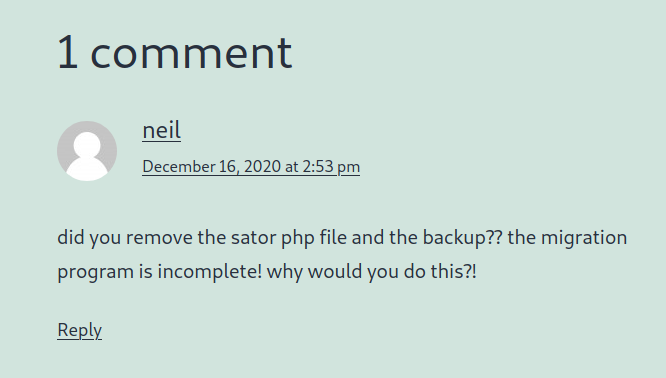 1 comment
neil
December 16, 2020 at 2:53 pm
did you remove the sator php file and the backup?? the migration
program is incomplete! why would you do this?!
Reply